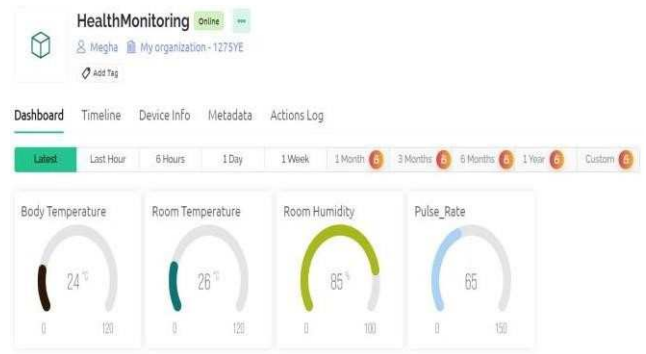 HealthMonitoring Online
Megha My organization - 1275YE
Add Tag
Dashboard Timeline Device Info Metadata Actions Log
Latest Last Hour 6 Hours 1 Day 1 Week 1 Month 3 Months 6 Months 1 Year Custom
Body Temperature Room Temperature Room Humidity Pulse_Rate
24 °C 26 °C 85 % 65
0 120 0 120 0 100 0 150